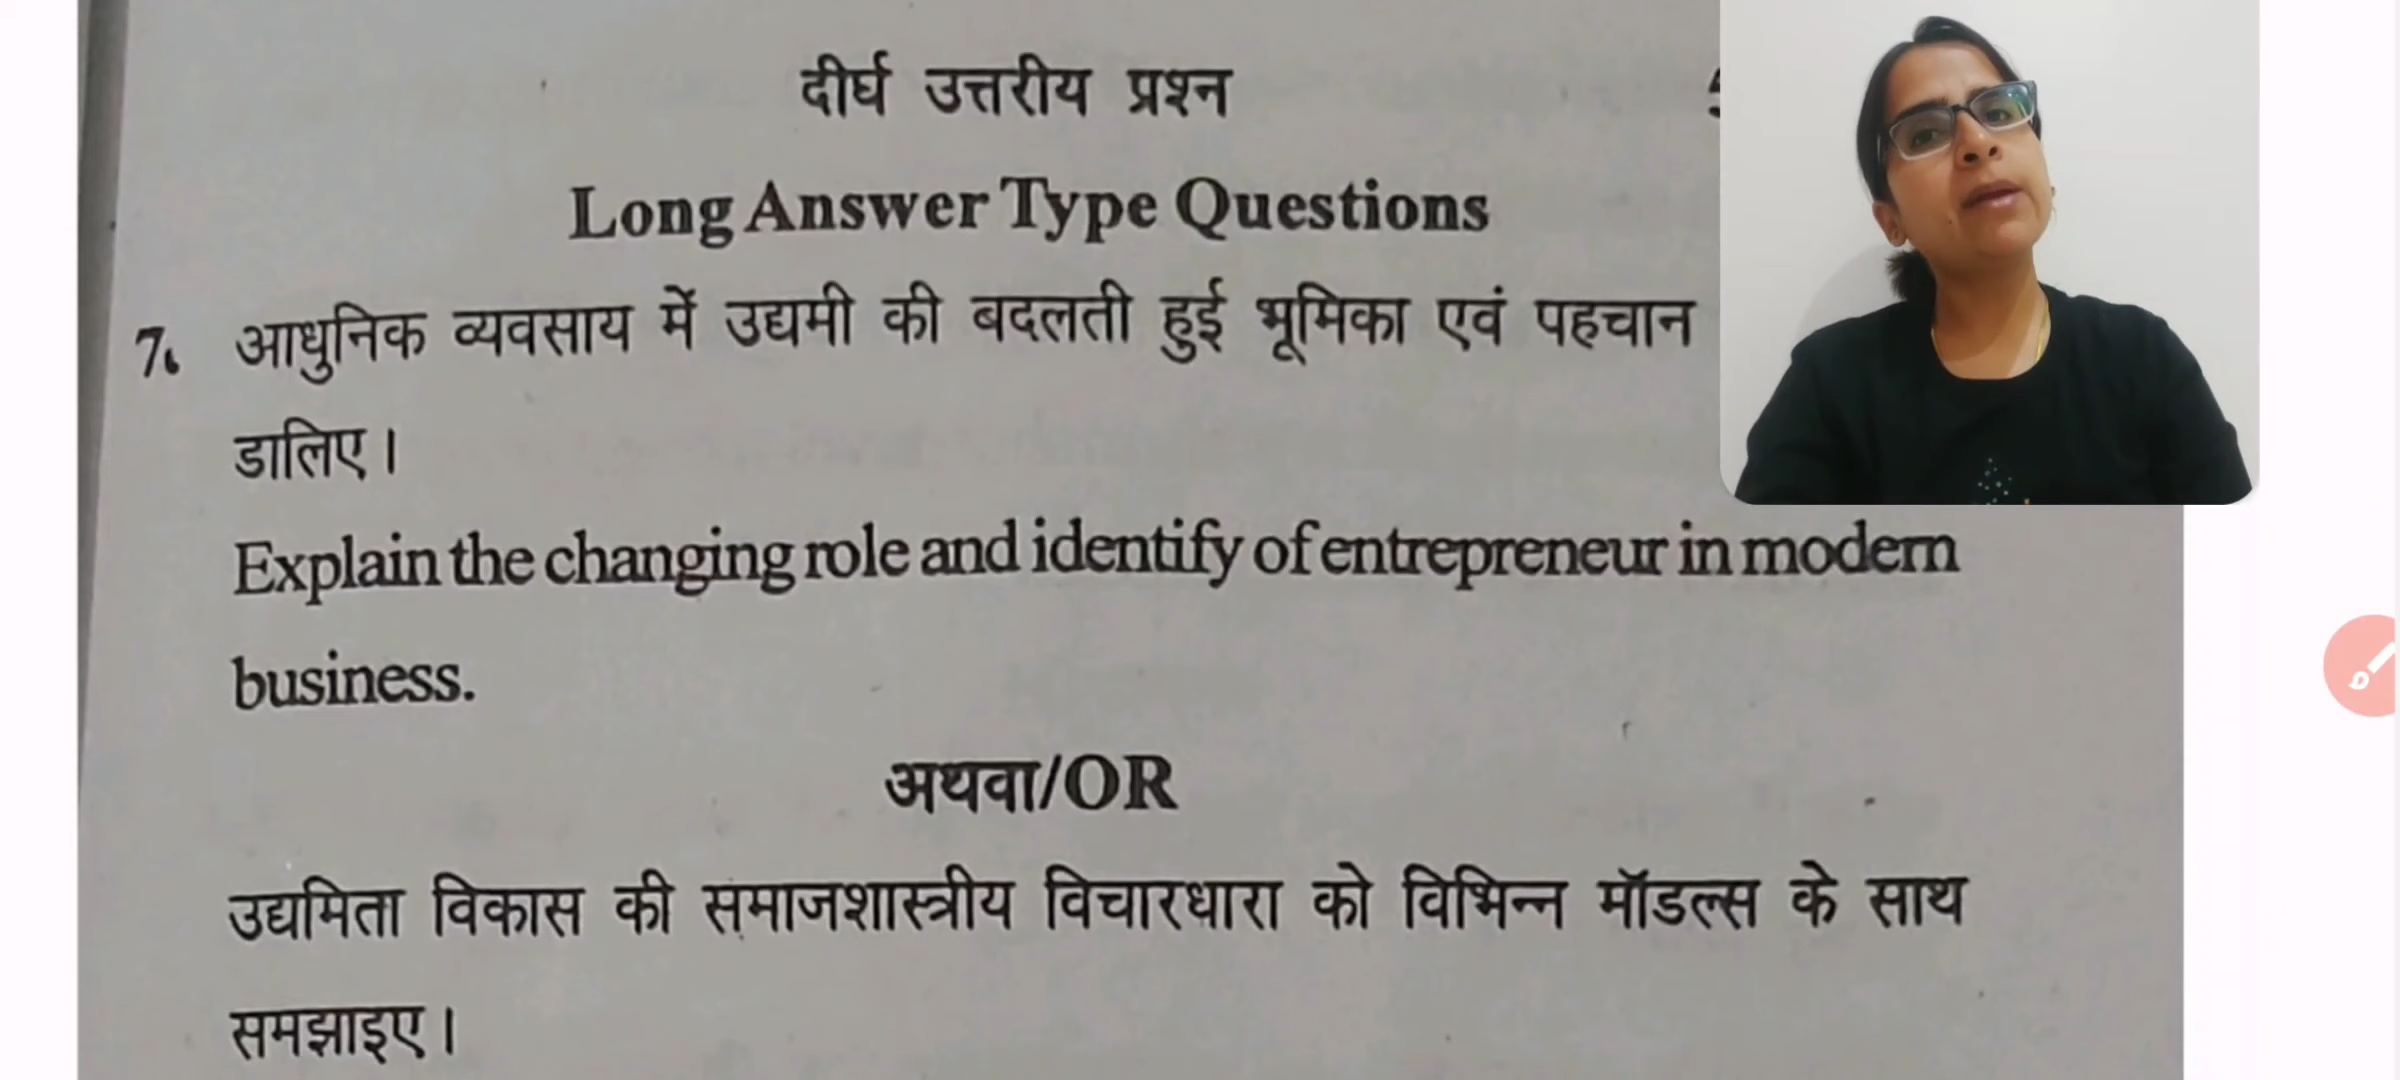 दीर्घ उत्तरीय प्रश्न
Long Answer Type Questions
7. आधुनिक व्यवसाय में उद्यमी की बदलती हुई भूमिका एवं पहचान
डालिए।
Explain the changing role and identify of entrepreneur in modern
business.
अथवा/OR
उद्यमिता विकास की समाजशास्त्रीय विचारधारा को विभिन्न मॉडल्स के साथ
समझाइए।